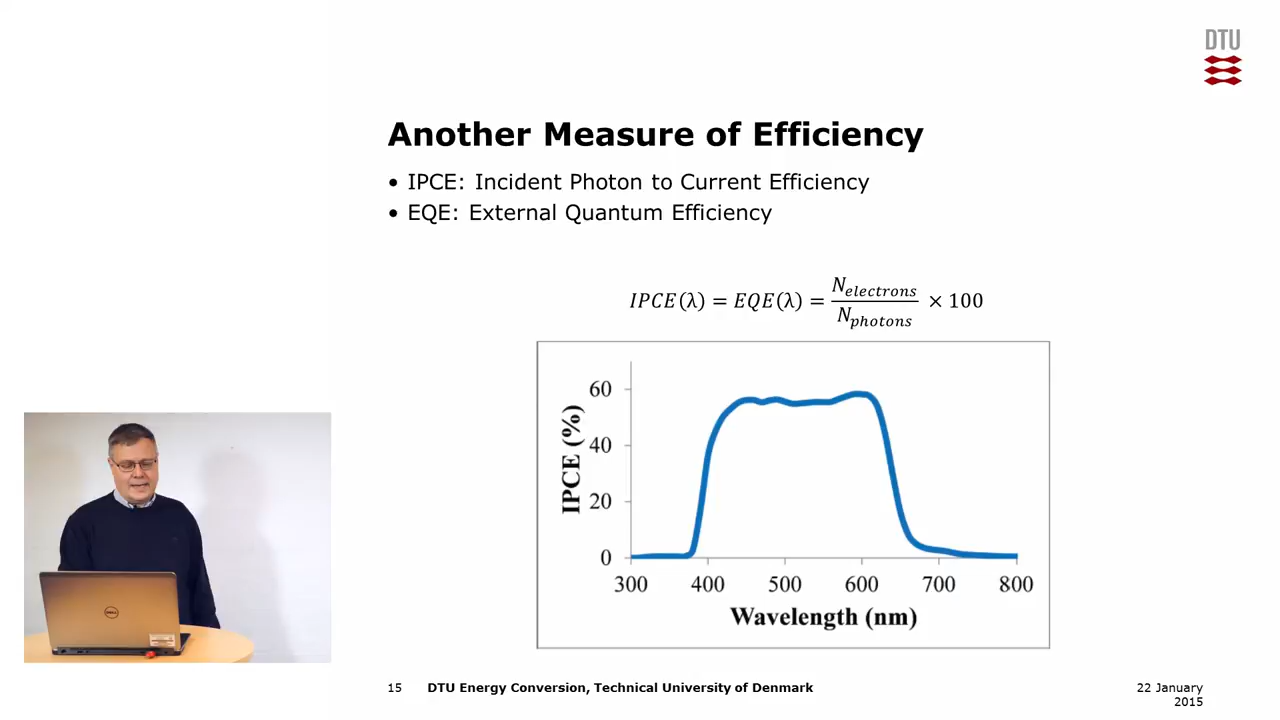 DTU
Another Measure of Efficiency
• IPCE: Incident Photon to Current Efficiency
• EQE: External Quantum Efficiency
IPCE(λ) = EQE(λ) = N_electrons / N_photons × 100
IPCE (%)
60
40
20
0
300 400 500 600 700 800
Wavelength (nm)
DELL
15 DTU Energy Conversion, Technical University of Denmark 22 January
2015